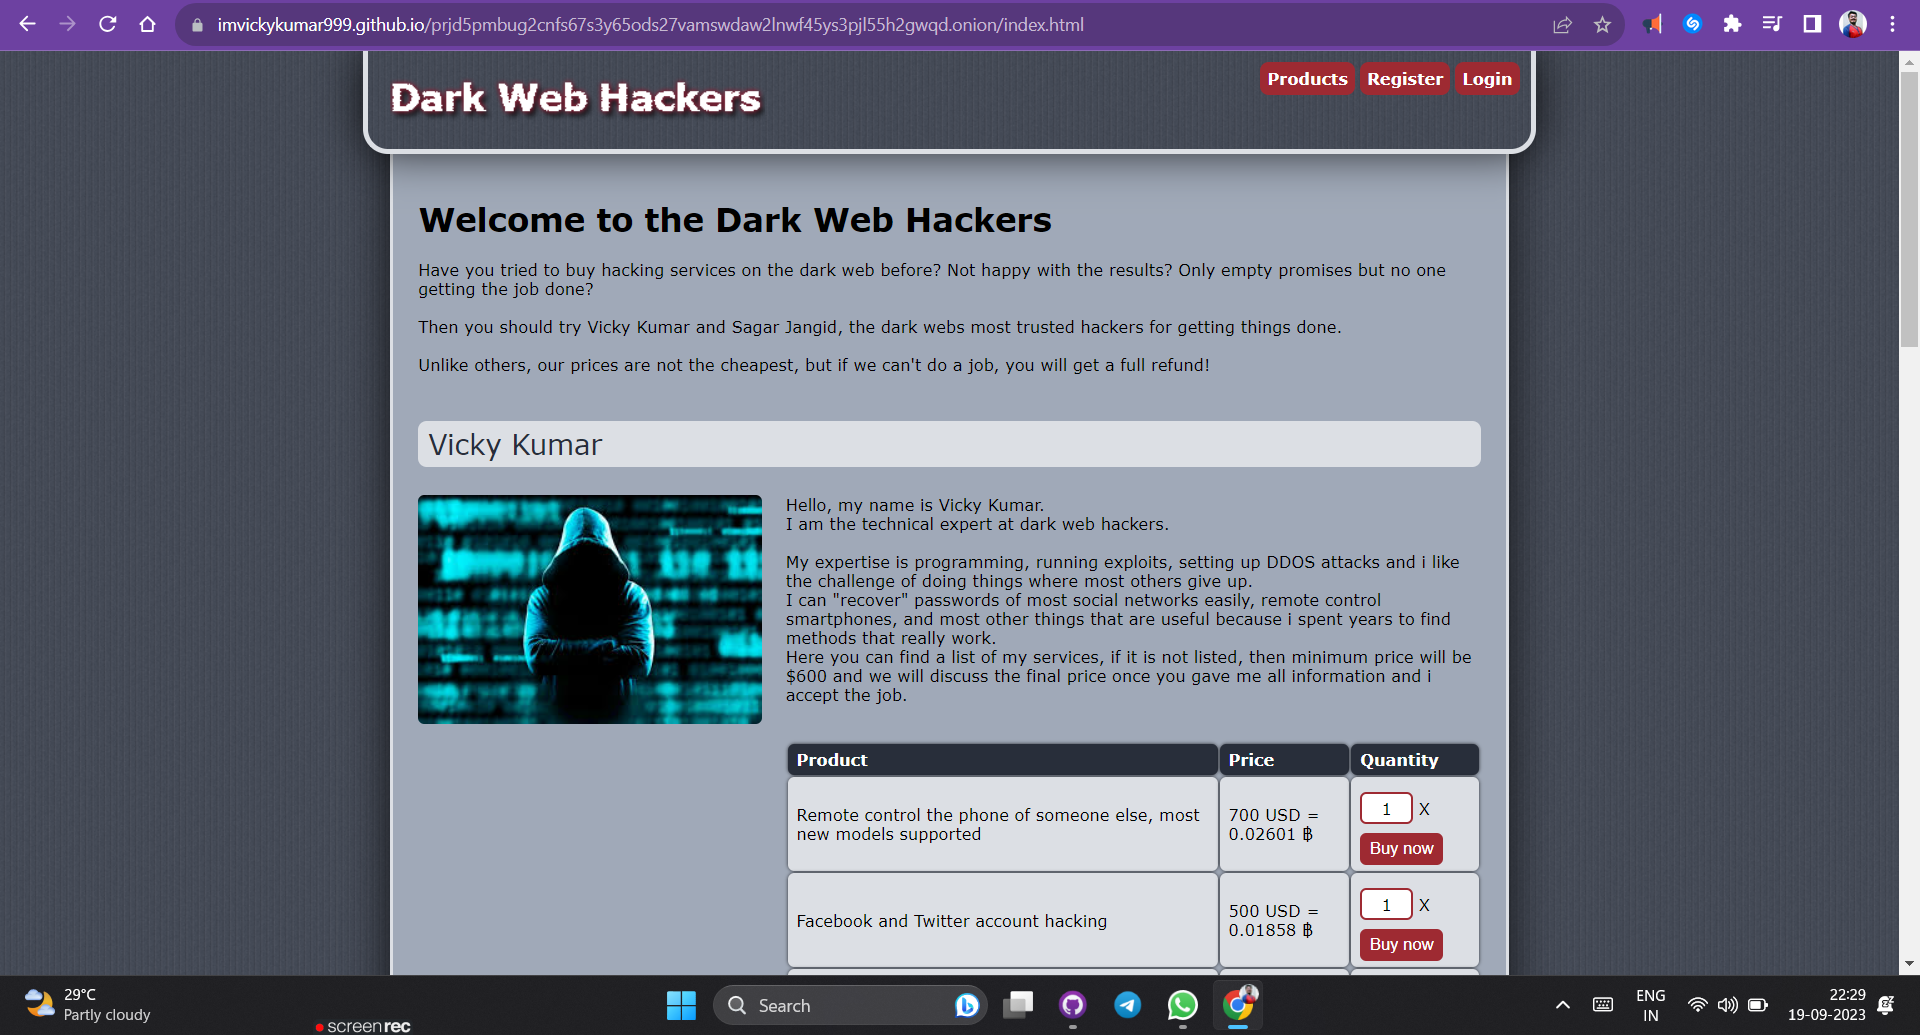 imvickykumar999.github.io/prjd5pmbug2cnfs67s3y65ods27vamswdaw2lnwf45ys3pjl55h2gwqd.onion/index.html
Dark Web Hackers
Products Register Login
Welcome to the Dark Web Hackers
Have you tried to buy hacking services on the dark web before? Not happy with the results? Only empty promises but no one
getting the job done?
Then you should try Vicky Kumar and Sagar Jangid, the dark webs most trusted hackers for getting things done.
Unlike others, our prices are not the cheapest, but if we can't do a job, you will get a full refund!
Vicky Kumar
Hello, my name is Vicky Kumar.
I am the technical expert at dark web hackers.
My expertise is programming, running exploits, setting up DDOS attacks and i like
the challenge of doing things where most others give up.
I can "recover" passwords of most social networks easily, remote control
smartphones, and most other things that are useful because i spent years to find
methods that really work.
Here you can find a list of my services, if it is not listed, then minimum price will be
$600 and we will discuss the final price once you gave me all information and i
accept the job.
Product Price Quantity
Remote control the phone of someone else, most
new models supported
700 USD =
0.02601 ฿
1 X
Buy now
Facebook and Twitter account hacking
500 USD =
0.01858 ฿
1 X
Buy now
29°C
Partly cloudy
screenrec
Search
ENG
IN
22:29
19-09-2023